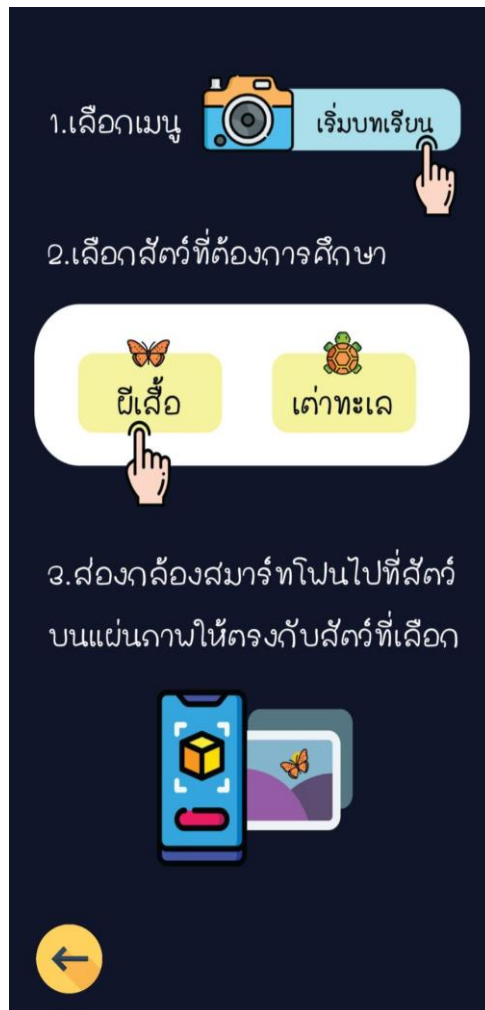 1.เลือกเมนู เริ่มบทเรียน
2.เลือกสัตว์ที่ต้องการศึกษา
ผีเสื้อ เต่าทะเล
3.ส่องกล้องสมาร์ทโฟนไปที่สัตว์
บนแผ่นภาพให้ตรงกับสัตว์ที่เลือก